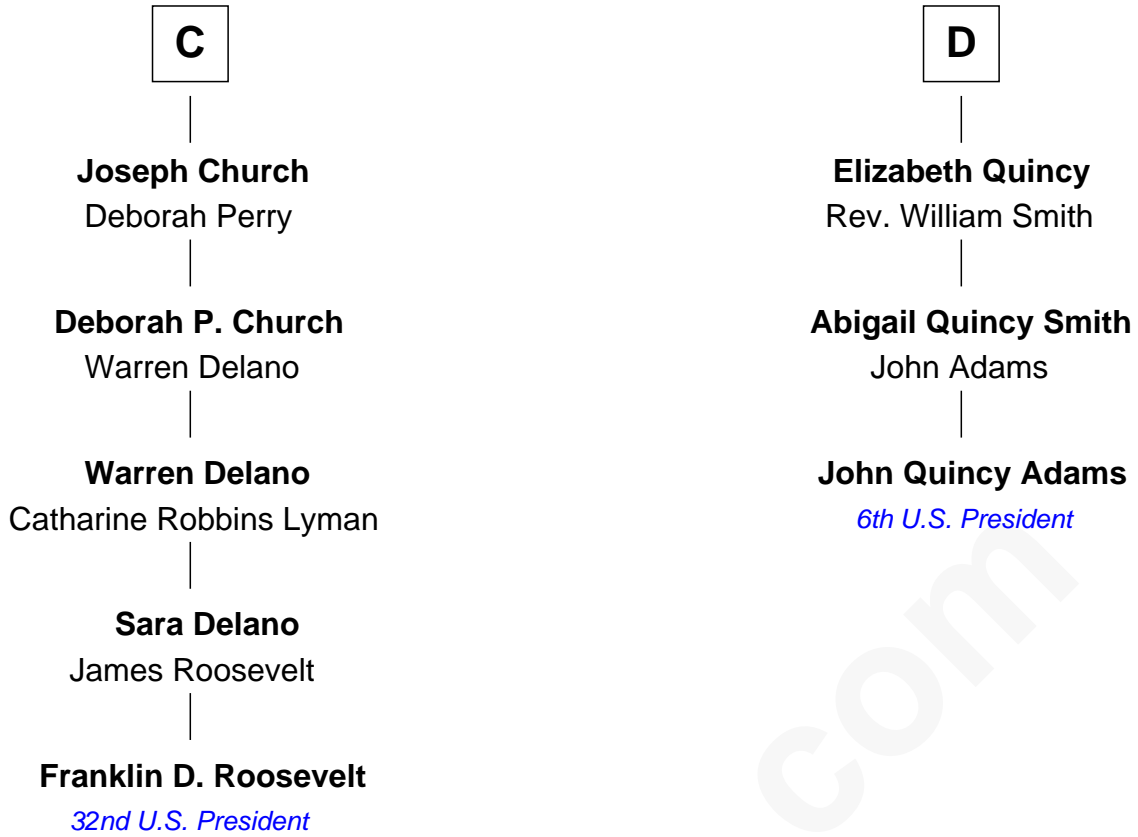 C
Joseph Church
Deborah Perry
Deborah P. Church
Warren Delano
Warren Delano
Catharine Robbins Lyman
Sara Delano
James Roosevelt
Franklin D. Roosevelt
32nd U.S. President
D
Elizabeth Quincy
Rev. William Smith
Abigail Quincy Smith
John Adams
John Quincy Adams
6th U.S. President
com